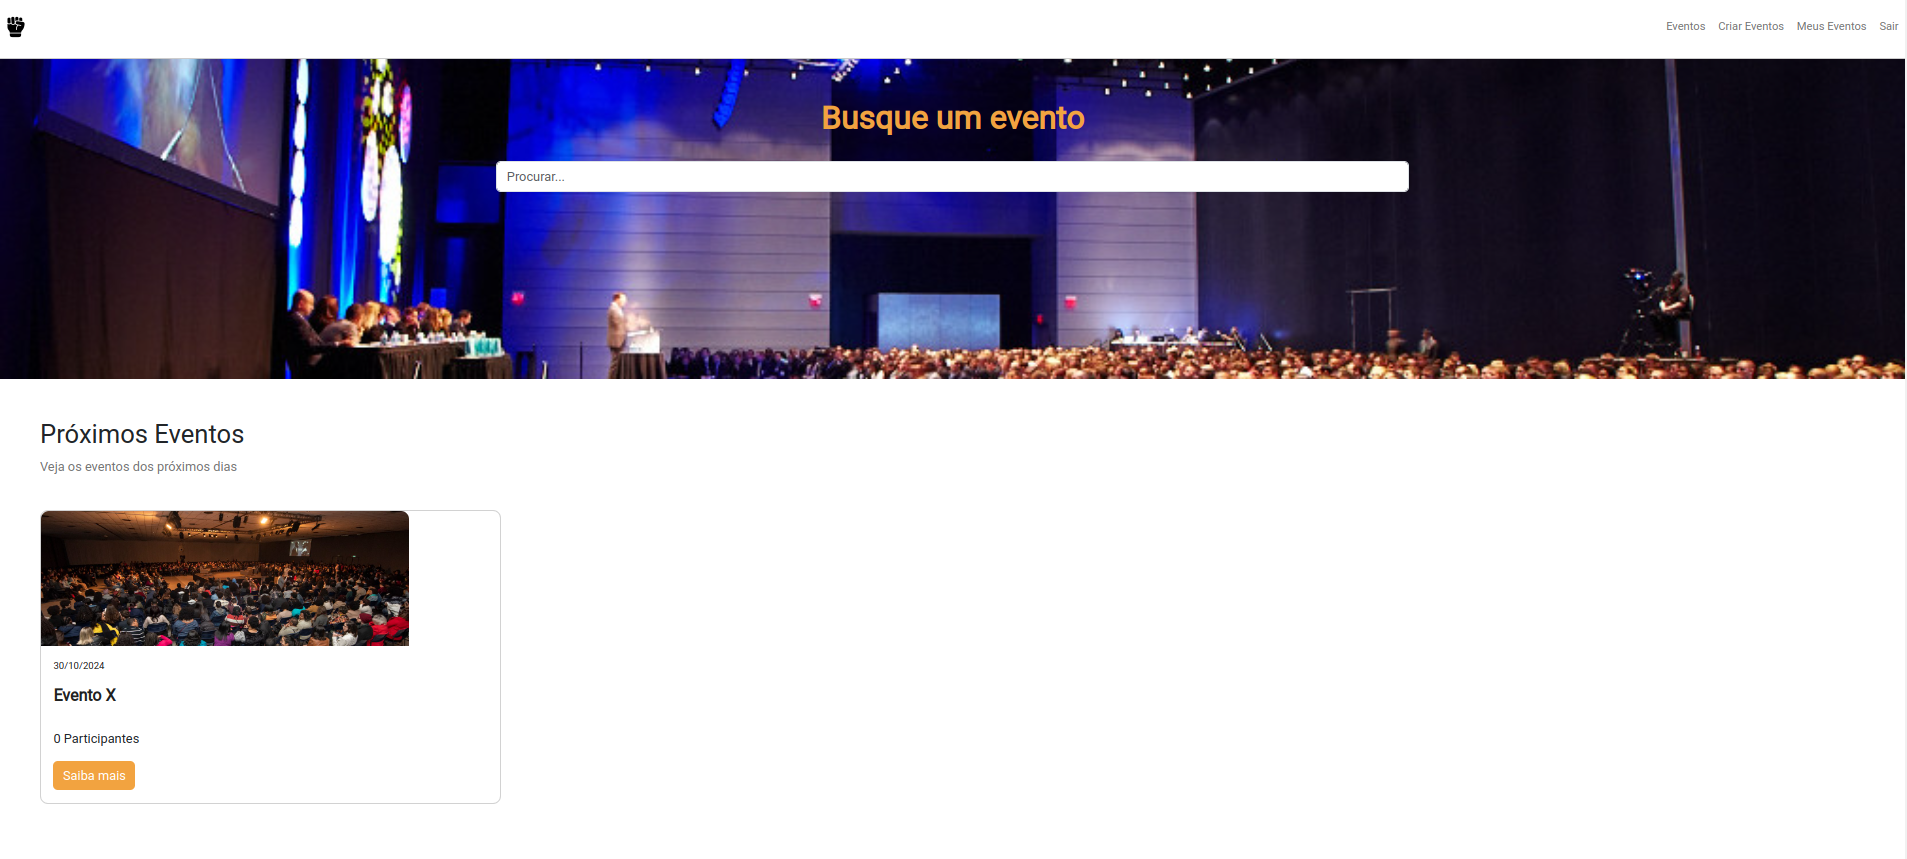 Eventos Criar Eventos Meus Eventos Sair
Busque um evento
Procurar...
Próximos Eventos
Veja os eventos dos próximos dias
30/10/2024
Evento X
0 Participantes
Saiba mais